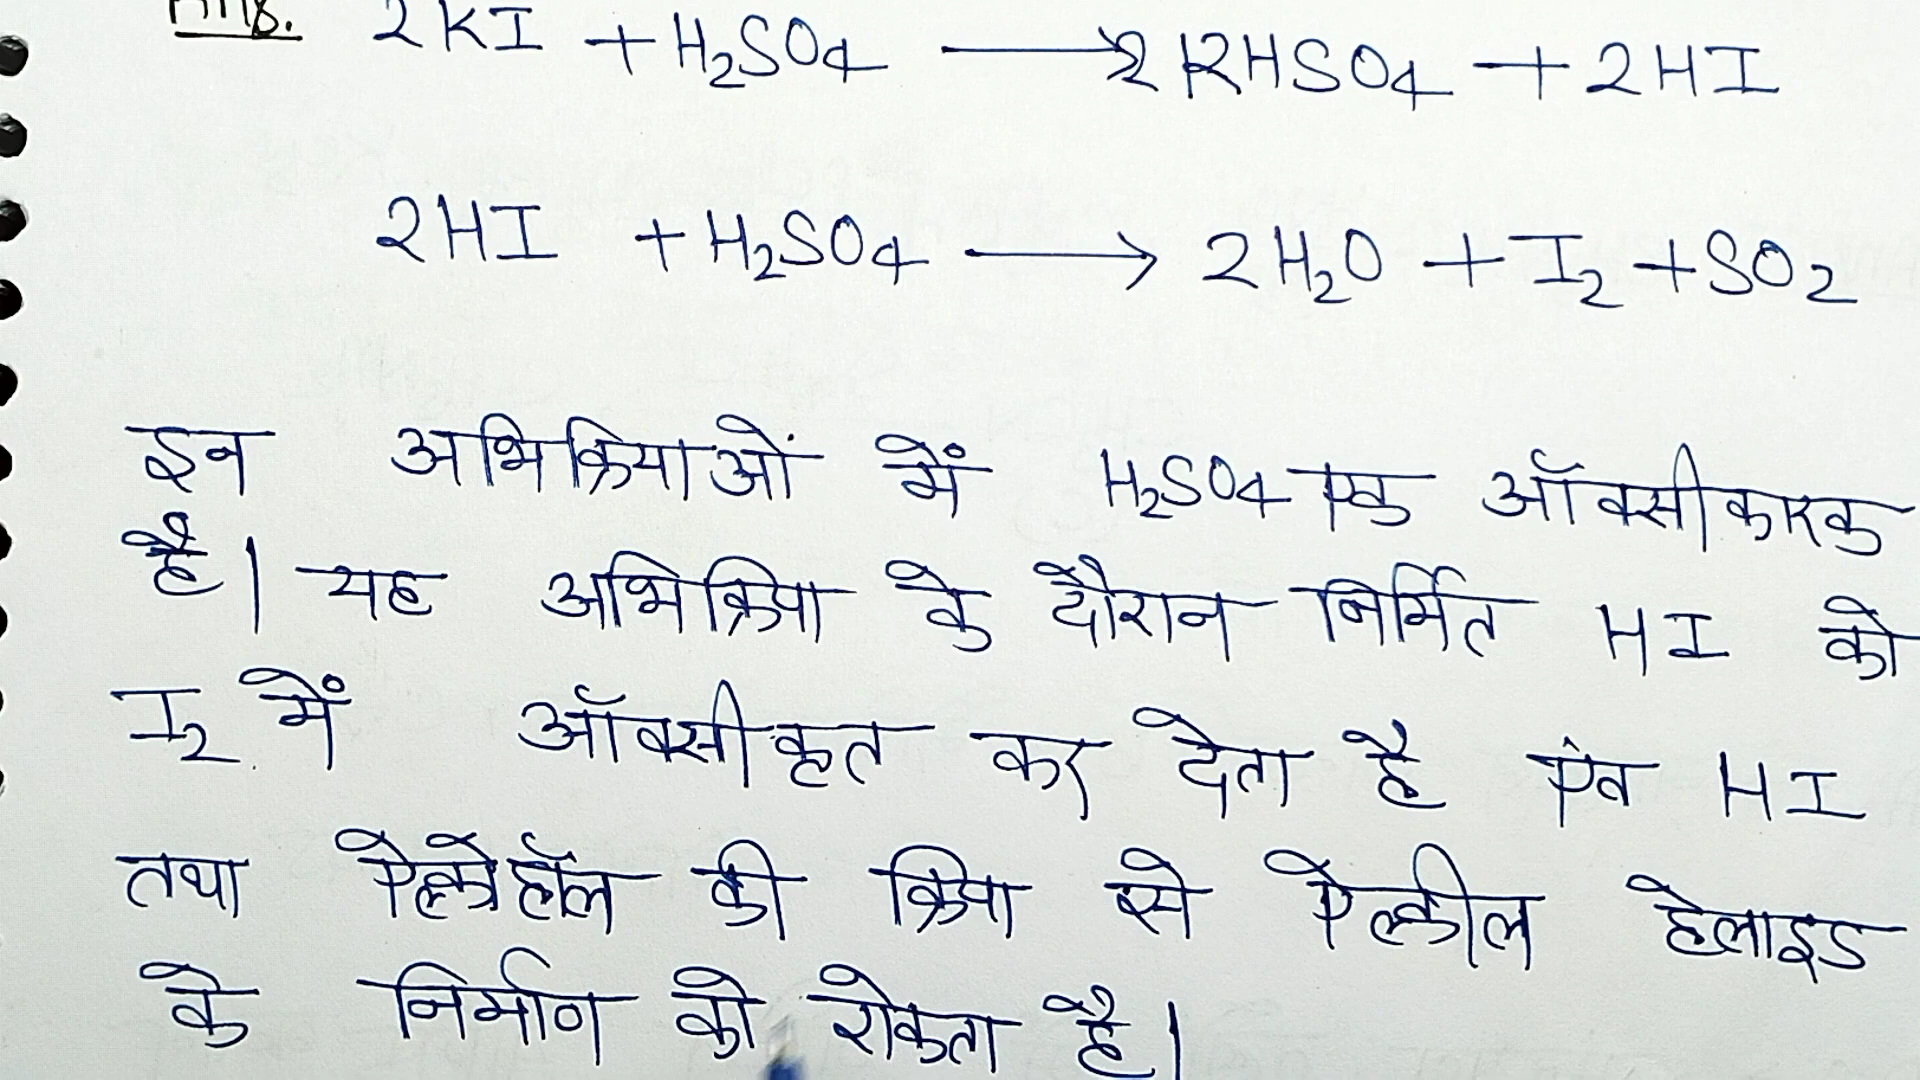 Ans. 2KI + H₂SO₄ ⟶ 2KHSO₄ + 2HI
2HI + H₂SO₄ ⟶ 2H₂O + I₂ + SO₂
इन अभिक्रियाओं में H₂SO₄ एक ऑक्सीकारक
है। यह अभिक्रिया के दौरान निर्मित HI को
I₂ में ऑक्सीकृत कर देता है एंव HI
तथा ऐल्कोहॉल की क्रिया से ऐल्कील हेलाइड
के निर्माण को रोकता है।